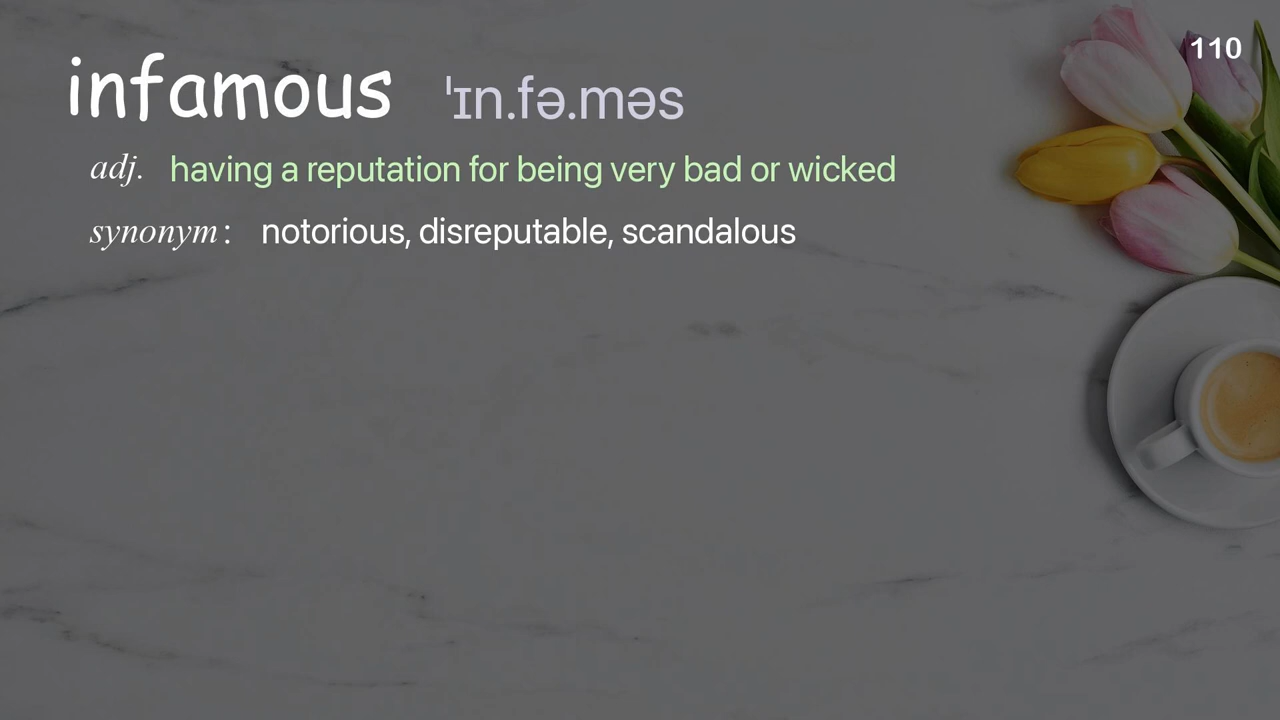 110
infamous ˈɪn.fə.məs
adj. having a reputation for being very bad or wicked
synonym: notorious, disreputable, scandalous